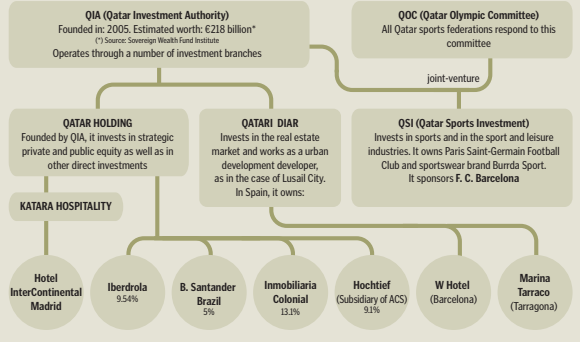 QIA (Qatar Investment Authority)
Founded in: 2005. Estimated worth: €218 billion*
(*) Source: Sovereign Wealth Fund Institute
Operates through a number of investment branches
QOC (Qatar Olympic Committee)
All Qatar sports federations respond to this
committee
joint-venture
QATAR HOLDING
Founded by QIA, it invests in strategic
private and public equity as well as in
other direct investments
QATARI DIAR
Invests in the real estate
market and works as a urban
development developer,
as in the case of Lusail City.
In Spain, it owns:
QSI (Qatar Sports Investment)
Invests in sports and in the sport and leisure
industries. It owns Paris Saint-Germain Football
Club and sportswear brand Burrda Sport.
It sponsors F. C. Barcelona
KATARA HOSPITALITY
Hotel
InterContinental
Madrid
Iberdrola
9.54%
B. Santander
Brazil
5%
Inmobiliaria
Colonial
13.1%
Hochtief
(Subsidiary of ACS)
9.1%
W Hotel
(Barcelona)
Marina
Tarraco
(Tarragona)